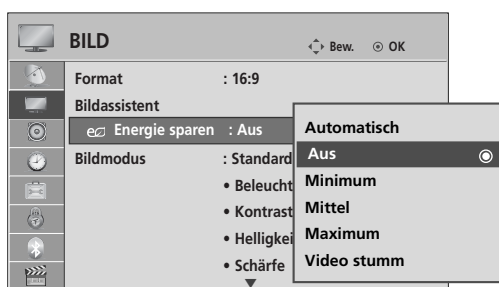 BILD
Bew. OK
Format : 16:9
Bildassistent
Energie sparen : Aus
Bildmodus : Standard
• Beleucht
• Kontrast
• Helligkei
• Schärfe
Automatisch
Aus
Minimum
Mittel
Maximum
Video stumm